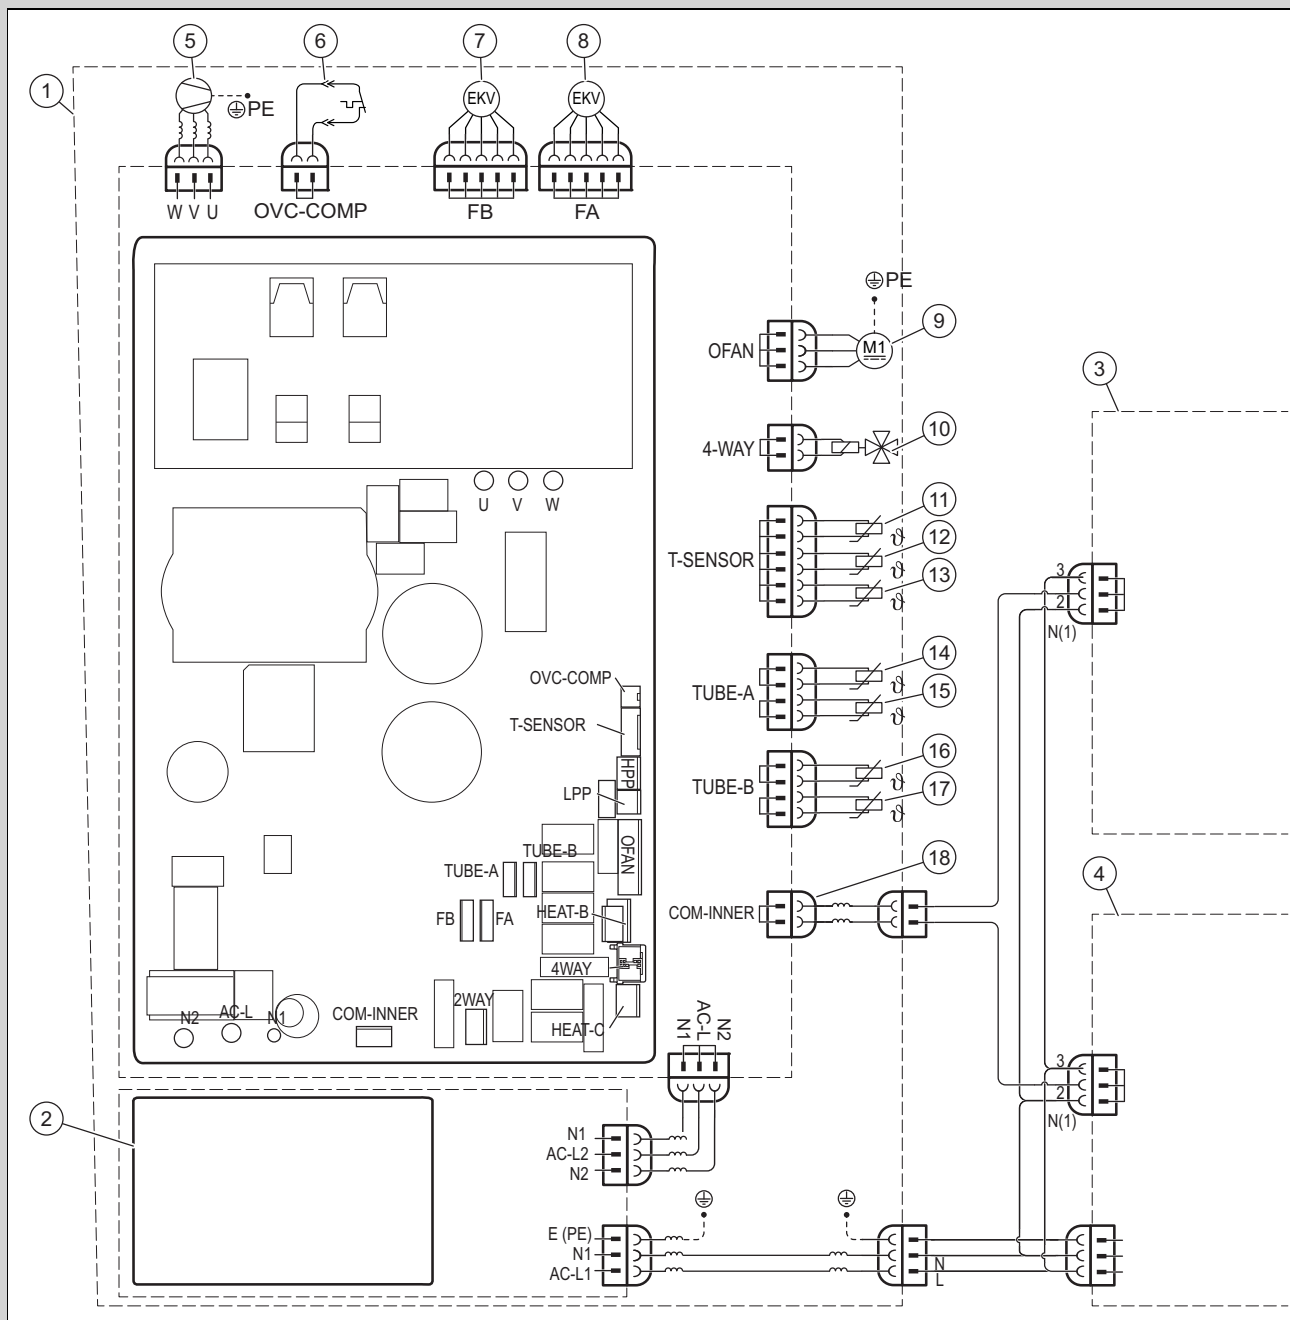 5
6
7
8
1
EKV
EKV
PE
W V U
OVC-COMP
FB
FA
PE
9
OFAN
M1
3
10
4-WAY
U
V
W
11
12
T-SENSOR
ϑ
ϑ
13
ϑ
3
2
N(1)
14
OVC-COMP
TUBE-A
ϑ
15
T-SENSOR
ϑ
16
HPP
TUBE-B
ϑ
LPP
17
ϑ
OFAN
TUBE-B
TUBE-A
18
4
FB
FA
HEAT-B
COM-INNER
4WAY
2WAY
N2
AC-L
N1
COM-INNER
HEAT-C
N1
AC-L
N2
3
2
N(1)
2
N1
AC-L2
N2
E (PE)
N1
AC-L1
N
L